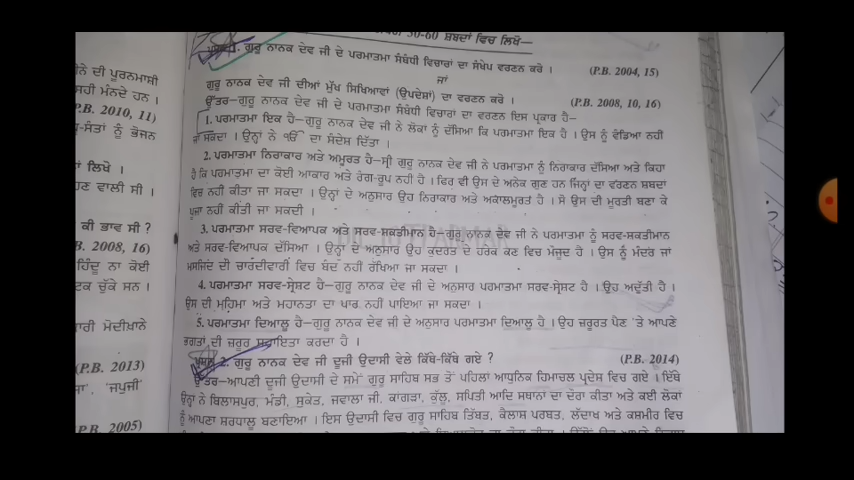 30-60 ਸ਼ਬਦਾਂ ਵਿਚ ਲਿਖੋ—
1. ਗੁਰੂ ਨਾਨਕ ਦੇਵ ਜੀ ਦੇ ਪਰਮਾਤਮਾ ਸੰਬੰਧੀ ਵਿਚਾਰਾਂ ਦਾ ਸੰਖੇਪ ਵਰਣਨ ਕਰੋ । (P.B. 2004, 15)
ਜਾਂ
ਗੁਰੂ ਨਾਨਕ ਦੇਵ ਜੀ ਦੀਆਂ ਮੁੱਖ ਸਿਖਿਆਵਾਂ (ਉਪਦੇਸ਼ਾਂ) ਦਾ ਵਰਣਨ ਕਰੋ । (P.B. 2008, 10, 16)
ਉੱਤਰ—ਗੁਰੂ ਨਾਨਕ ਦੇਵ ਜੀ ਦੇ ਪਰਮਾਤਮਾ ਸੰਬੰਧੀ ਵਿਚਾਰਾਂ ਦਾ ਵਰਣਨ ਇਸ ਪ੍ਰਕਾਰ ਹੈ—
1. ਪਰਮਾਤਮਾ ਇਕ ਹੈ—ਗੁਰੂ ਨਾਨਕ ਦੇਵ ਜੀ ਨੇ ਲੋਕਾਂ ਨੂੰ ਦੱਸਿਆ ਕਿ ਪਰਮਾਤਮਾ ਇਕ ਹੈ । ਉਸ ਨੂੰ ਵੰਡਿਆ ਨਹੀਂ
ਜਾ ਸਕਦਾ । ਉਨ੍ਹਾਂ ਨੇ ੴ ਦਾ ਸੰਦੇਸ਼ ਦਿੱਤਾ ।
2. ਪਰਮਾਤਮਾ ਨਿਰਾਕਾਰ ਅਤੇ ਅਮੂਰਤ ਹੈ—ਸ੍ਰੀ ਗੁਰੂ ਨਾਨਕ ਦੇਵ ਜੀ ਨੇ ਪਰਮਾਤਮਾ ਨੂੰ ਨਿਰਾਕਾਰ ਦੱਸਿਆ ਅਤੇ ਕਿਹਾ
ਹੈ ਕਿ ਪਰਮਾਤਮਾ ਦਾ ਕੋਈ ਆਕਾਰ ਅਤੇ ਰੰਗ-ਰੂਪ ਨਹੀਂ ਹੈ । ਫਿਰ ਵੀ ਉਸ ਦੇ ਅਨੇਕ ਗੁਣ ਹਨ ਜਿਨ੍ਹਾਂ ਦਾ ਵਰਣਨ ਸ਼ਬਦਾਂ
ਵਿਚ ਨਹੀਂ ਕੀਤਾ ਜਾ ਸਕਦਾ । ਉਨ੍ਹਾਂ ਦੇ ਅਨੁਸਾਰ ਉਹ ਨਿਰਾਕਾਰ ਅਤੇ ਅਕਾਲਮੂਰਤ ਹੈ । ਸੋ ਉਸ ਦੀ ਮੂਰਤੀ ਬਣਾ ਕੇ
ਪੂਜਾ ਨਹੀਂ ਕੀਤੀ ਜਾ ਸਕਦੀ ।
3. ਪਰਮਾਤਮਾ ਸਰਵ-ਵਿਆਪਕ ਅਤੇ ਸਰਵ-ਸ਼ਕਤੀਮਾਨ ਹੈ—ਗੁਰੂ ਨਾਨਕ ਦੇਵ ਜੀ ਨੇ ਪਰਮਾਤਮਾ ਨੂੰ ਸਰਵ-ਸ਼ਕਤੀਮਾਨ
ਅਤੇ ਸਰਵ-ਵਿਆਪਕ ਦੱਸਿਆ । ਉਨ੍ਹਾਂ ਦੇ ਅਨੁਸਾਰ ਉਹ ਕੁਦਰਤ ਦੇ ਹਰੇਕ ਕਣ ਵਿਚ ਮੌਜੂਦ ਹੈ । ਉਸ ਨੂੰ ਮੰਦਰ ਜਾਂ
ਮਸਜਿਦ ਦੀ ਚਾਰਦੀਵਾਰੀ ਵਿਚ ਬੰਦ ਨਹੀਂ ਰੱਖਿਆ ਜਾ ਸਕਦਾ ।
4. ਪਰਮਾਤਮਾ ਸਰਵ-ਸ੍ਰੇਸ਼ਟ ਹੈ—ਗੁਰੂ ਨਾਨਕ ਦੇਵ ਜੀ ਦੇ ਅਨੁਸਾਰ ਪਰਮਾਤਮਾ ਸਰਵ-ਸ੍ਰੇਸ਼ਟ ਹੈ । ਉਹ ਅਦੁੱਤੀ ਹੈ ।
ਉਸ ਦੀ ਮਹਿਮਾ ਅਤੇ ਮਹਾਨਤਾ ਦਾ ਪਾਰ ਨਹੀਂ ਪਾਇਆ ਜਾ ਸਕਦਾ ।
5. ਪਰਮਾਤਮਾ ਦਿਆਲੂ ਹੈ—ਗੁਰੂ ਨਾਨਕ ਦੇਵ ਜੀ ਦੇ ਅਨੁਸਾਰ ਪਰਮਾਤਮਾ ਦਿਆਲੂ ਹੈ । ਉਹ ਜ਼ਰੂਰਤ ਪੈਣ 'ਤੇ ਆਪਣੇ
ਭਗਤਾਂ ਦੀ ਜ਼ਰੂਰ ਸਹਾਇਤਾ ਕਰਦਾ ਹੈ ।
2. ਗੁਰੂ ਨਾਨਕ ਦੇਵ ਜੀ ਦੂਜੀ ਉਦਾਸੀ ਵੇਲੇ ਕਿੱਥੇ-ਕਿੱਥੇ ਗਏ ? (P.B. 2014)
ਉੱਤਰ—ਆਪਣੀ ਦੂਜੀ ਉਦਾਸੀ ਦੇ ਸਮੇਂ ਗੁਰੂ ਸਾਹਿਬ ਸਭ ਤੋਂ ਪਹਿਲਾਂ ਆਧੁਨਿਕ ਹਿਮਾਚਲ ਪ੍ਰਦੇਸ਼ ਵਿਚ ਗਏ । ਇੱਥੇ
ਉਨ੍ਹਾਂ ਨੇ ਬਿਲਾਸਪੁਰ, ਮੰਡੀ, ਸੁਕੇਤ, ਜਵਾਲਾ ਜੀ, ਕਾਂਗੜਾ, ਕੁੱਲੂ, ਸਪਿਤੀ ਆਦਿ ਸਥਾਨਾਂ ਦਾ ਦੌਰਾ ਕੀਤਾ ਅਤੇ ਕਈ ਲੋਕਾਂ
ਨੂੰ ਆਪਣਾ ਸ਼ਰਧਾਲੂ ਬਣਾਇਆ । ਇਸ ਉਦਾਸੀ ਵਿਚ ਗੁਰੂ ਸਾਹਿਬ ਤਿੱਬਤ, ਕੈਲਾਸ਼ ਪਰਬਤ, ਲੱਦਾਖ ਅਤੇ ਕਸ਼ਮੀਰ ਵਿਚ
ਨੇ ਦੀ ਪੂਰਨਮਾਸ਼ੀ
ਸਹੀ ਮੰਨਦੇ ਹਨ ।
P.B. 2010, 11)
-ਸੰਤਾਂ ਨੂੰ ਭੋਜਨ
ਲਿਖੋ ।
ਹਣ ਵਾਲੀ ਸੀ ।
ਕੀ ਭਾਵ ਸੀ ?
B. 2008, 16)
ਹਿੰਦੂ ਨਾ ਕੋਈ
ਟਕ ਚੁੱਕੇ ਸਨ ।
ਾਰੀ ਮੋਦੀਖ਼ਾਨੇ
(P.B. 2013)
'ਜਪੁਜੀ
P.B. 2005)